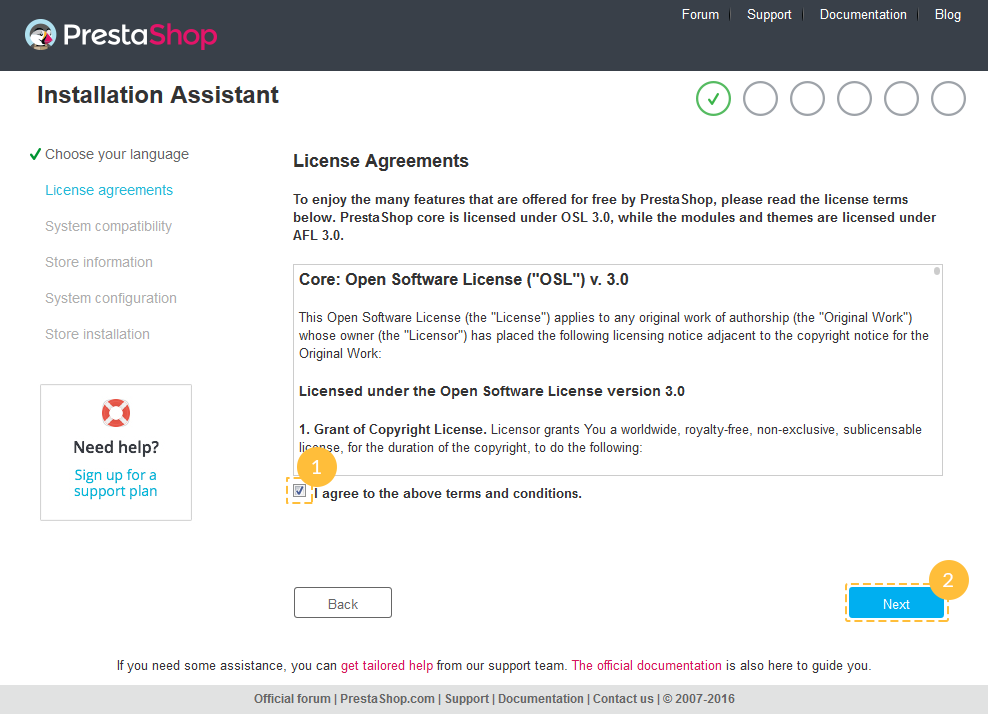 PrestaShop
Forum Support Documentation Blog
Installation Assistant
Choose your language
License agreements
System compatibility
Store information
System configuration
Store installation
Need help?
Sign up for a
support plan
License Agreements
To enjoy the many features that are offered for free by PrestaShop, please read the license terms
below. PrestaShop core is licensed under OSL 3.0, while the modules and themes are licensed under
AFL 3.0.
Core: Open Software License ("OSL") v. 3.0
This Open Software License (the "License") applies to any original work of authorship (the "Original Work")
whose owner (the "Licensor") has placed the following licensing notice adjacent to the copyright notice for the
Original Work:
Licensed under the Open Software License version 3.0
1. Grant of Copyright License. Licensor grants You a worldwide, royalty-free, non-exclusive, sublicensable
license, for the duration of the copyright, to do the following:
1
I agree to the above terms and conditions.
Back
2
Next
If you need some assistance, you can get tailored help from our support team. The official documentation is also here to guide you.
Official forum | PrestaShop.com | Support | Documentation | Contact us | © 2007-2016